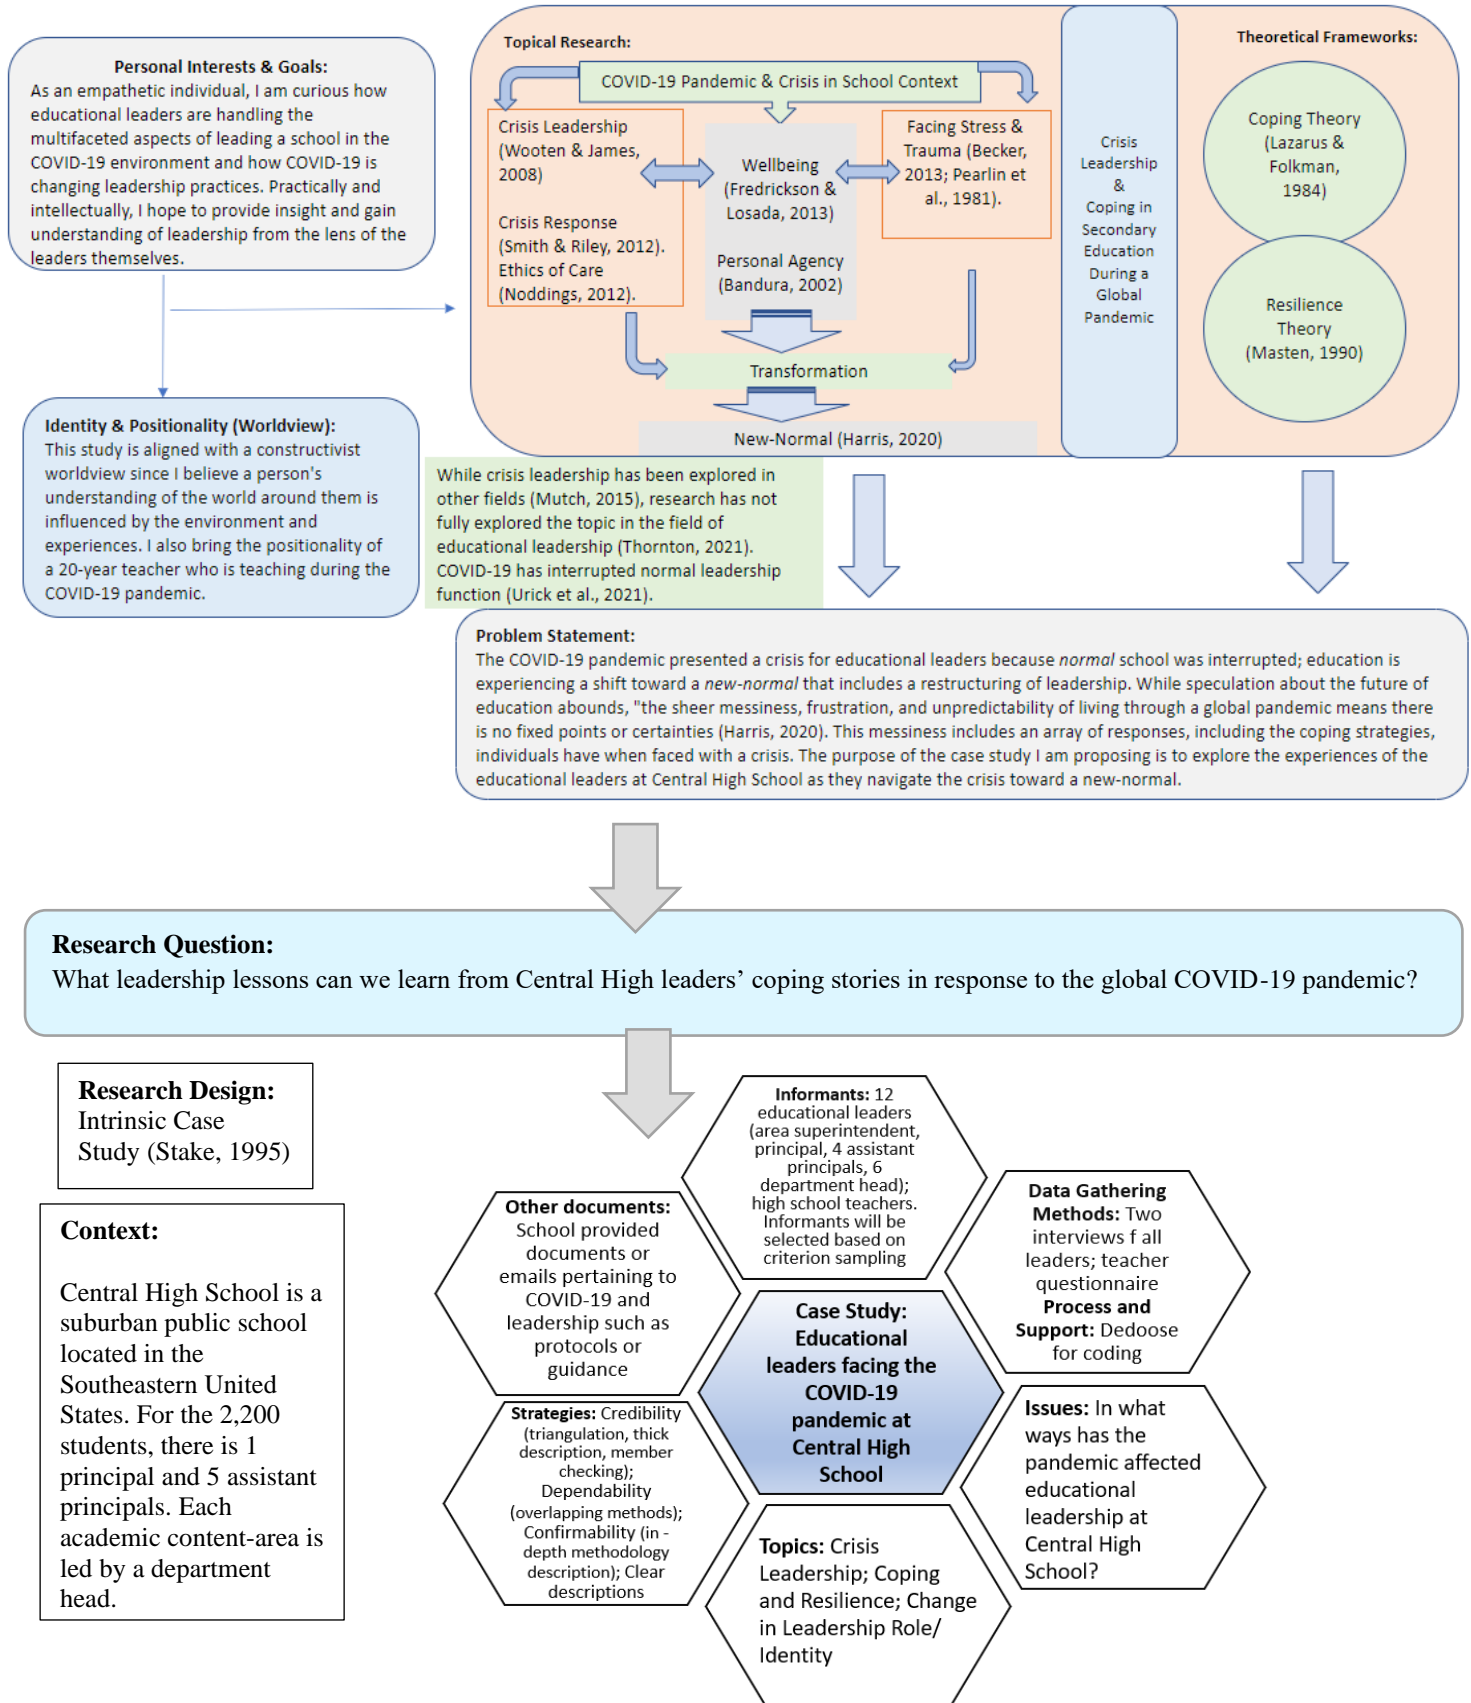 Personal Interests & Goals:
As an empathetic individual, I am curious how
educational leaders are handling the
multifaceted aspects of leading a school in the
COVID-19 environment and how COVID-19 is
changing leadership practices. Practically and
intellectually, I hope to provide insight and gain
understanding of leadership from the lens of the
leaders themselves.
Identity & Positionality (Worldview):
This study is aligned with a constructivist
worldview since I believe a person's
understanding of the world around them is
influenced by the environment and
experiences. I also bring the positionality of
a 20-year teacher who is teaching during the
COVID-19 pandemic.
Topical Research:
COVID-19 Pandemic & Crisis in School Context
Crisis Leadership
(Wooten & James,
2008)
Crisis Response
(Smith & Riley, 2012).
Ethics of Care
(Noddings, 2012).
Wellbeing
(Fredrickson &
Losada, 2013)
Personal Agency
(Bandura, 2002)
Facing Stress &
Trauma (Becker,
2013; Pearlin et
al., 1981).
Transformation
New-Normal (Harris, 2020)
Crisis
Leadership
&
Coping in
Secondary
Education
During a
Global
Pandemic
Theoretical Frameworks:
Coping Theory
(Lazarus &
Folkman,
1984)
Resilience
Theory
(Masten, 1990)
While crisis leadership has been explored in
other fields (Mutch, 2015), research has not
fully explored the topic in the field of
educational leadership (Thornton, 2021).
COVID-19 has interrupted normal leadership
function (Urick et al., 2021).
Problem Statement:
The COVID-19 pandemic presented a crisis for educational leaders because normal school was interrupted; education is
experiencing a shift toward a new-normal that includes a restructuring of leadership. While speculation about the future of
education abounds, "the sheer messiness, frustration, and unpredictability of living through a global pandemic means there
is no fixed points or certainties (Harris, 2020). This messiness includes an array of responses, including the coping strategies,
individuals have when faced with a crisis. The purpose of the case study I am proposing is to explore the experiences of the
educational leaders at Central High School as they navigate the crisis toward a new-normal.
Research Question:
What leadership lessons can we learn from Central High leaders’ coping stories in response to the global COVID-19 pandemic?
Research Design:
Intrinsic Case
Study (Stake, 1995)
Context:
Central High School is a
suburban public school
located in the
Southeastern United
States. For the 2,200
students, there is 1
principal and 5 assistant
principals. Each
academic content-area is
led by a department
head.
Informants: 12
educational leaders
(area superintendent,
principal, 4 assistant
principals, 6
department head);
high school teachers.
Informants will be
selected based on
criterion sampling
Other documents:
School provided
documents or
emails pertaining to
COVID-19 and
leadership such as
protocols or
guidance
Data Gathering
Methods: Two
interviews f all
leaders; teacher
questionnaire
Process and
Support: Dedoose
for coding
Case Study:
Educational
leaders facing the
COVID-19
pandemic at
Central High
School
Strategies: Credibility
(triangulation, thick
description, member
checking);
Dependability
(overlapping methods);
Confirmability (in -
depth methodology
description); Clear
descriptions
Issues: In what
ways has the
pandemic affected
educational
leadership at
Central High
School?
Topics: Crisis
Leadership; Coping
and Resilience; Change
in Leadership Role/
Identity